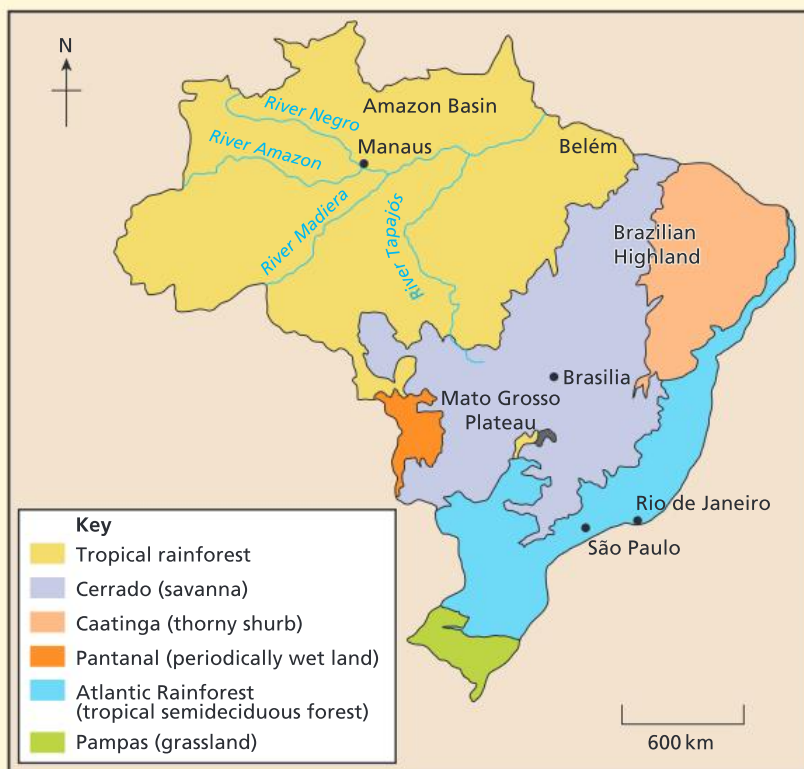 N
Amazon Basin
River Negro
Manaus
River Amazon
Belém
River Madiera
River Tapajós
Brazilian
Highland
Brasilia
Mato Grosso
Plateau
Rio de Janeiro
São Paulo
Key
Tropical rainforest
Cerrado (savanna)
Caatinga (thorny shurb)
Pantanal (periodically wet land)
Atlantic Rainforest
(tropical semideciduous forest)
Pampas (grassland)
600 km